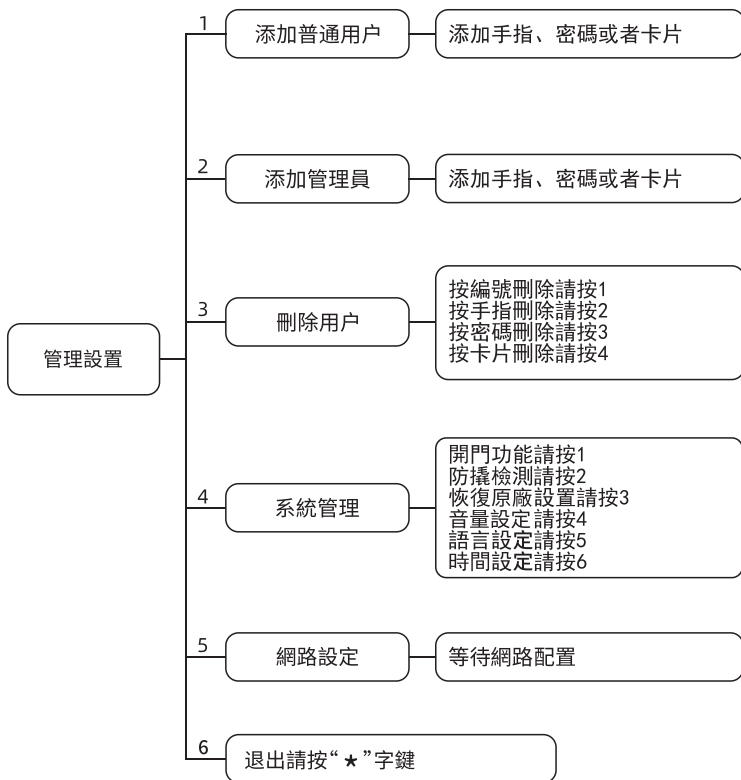 管理設置
1
添加普通用户
添加手指、密碼或者卡片
2
添加管理員
添加手指、密碼或者卡片
3
刪除用户
按編號刪除請按1
按手指刪除請按2
按密碼刪除請按3
按卡片刪除請按4
4
系統管理
開門功能請按1
防撬檢測請按2
恢復原廠設置請按3
音量設定請按4
語言設定請按5
時間設定請按6
5
網路設定
等待網路配置
6
退出請按“★”字鍵